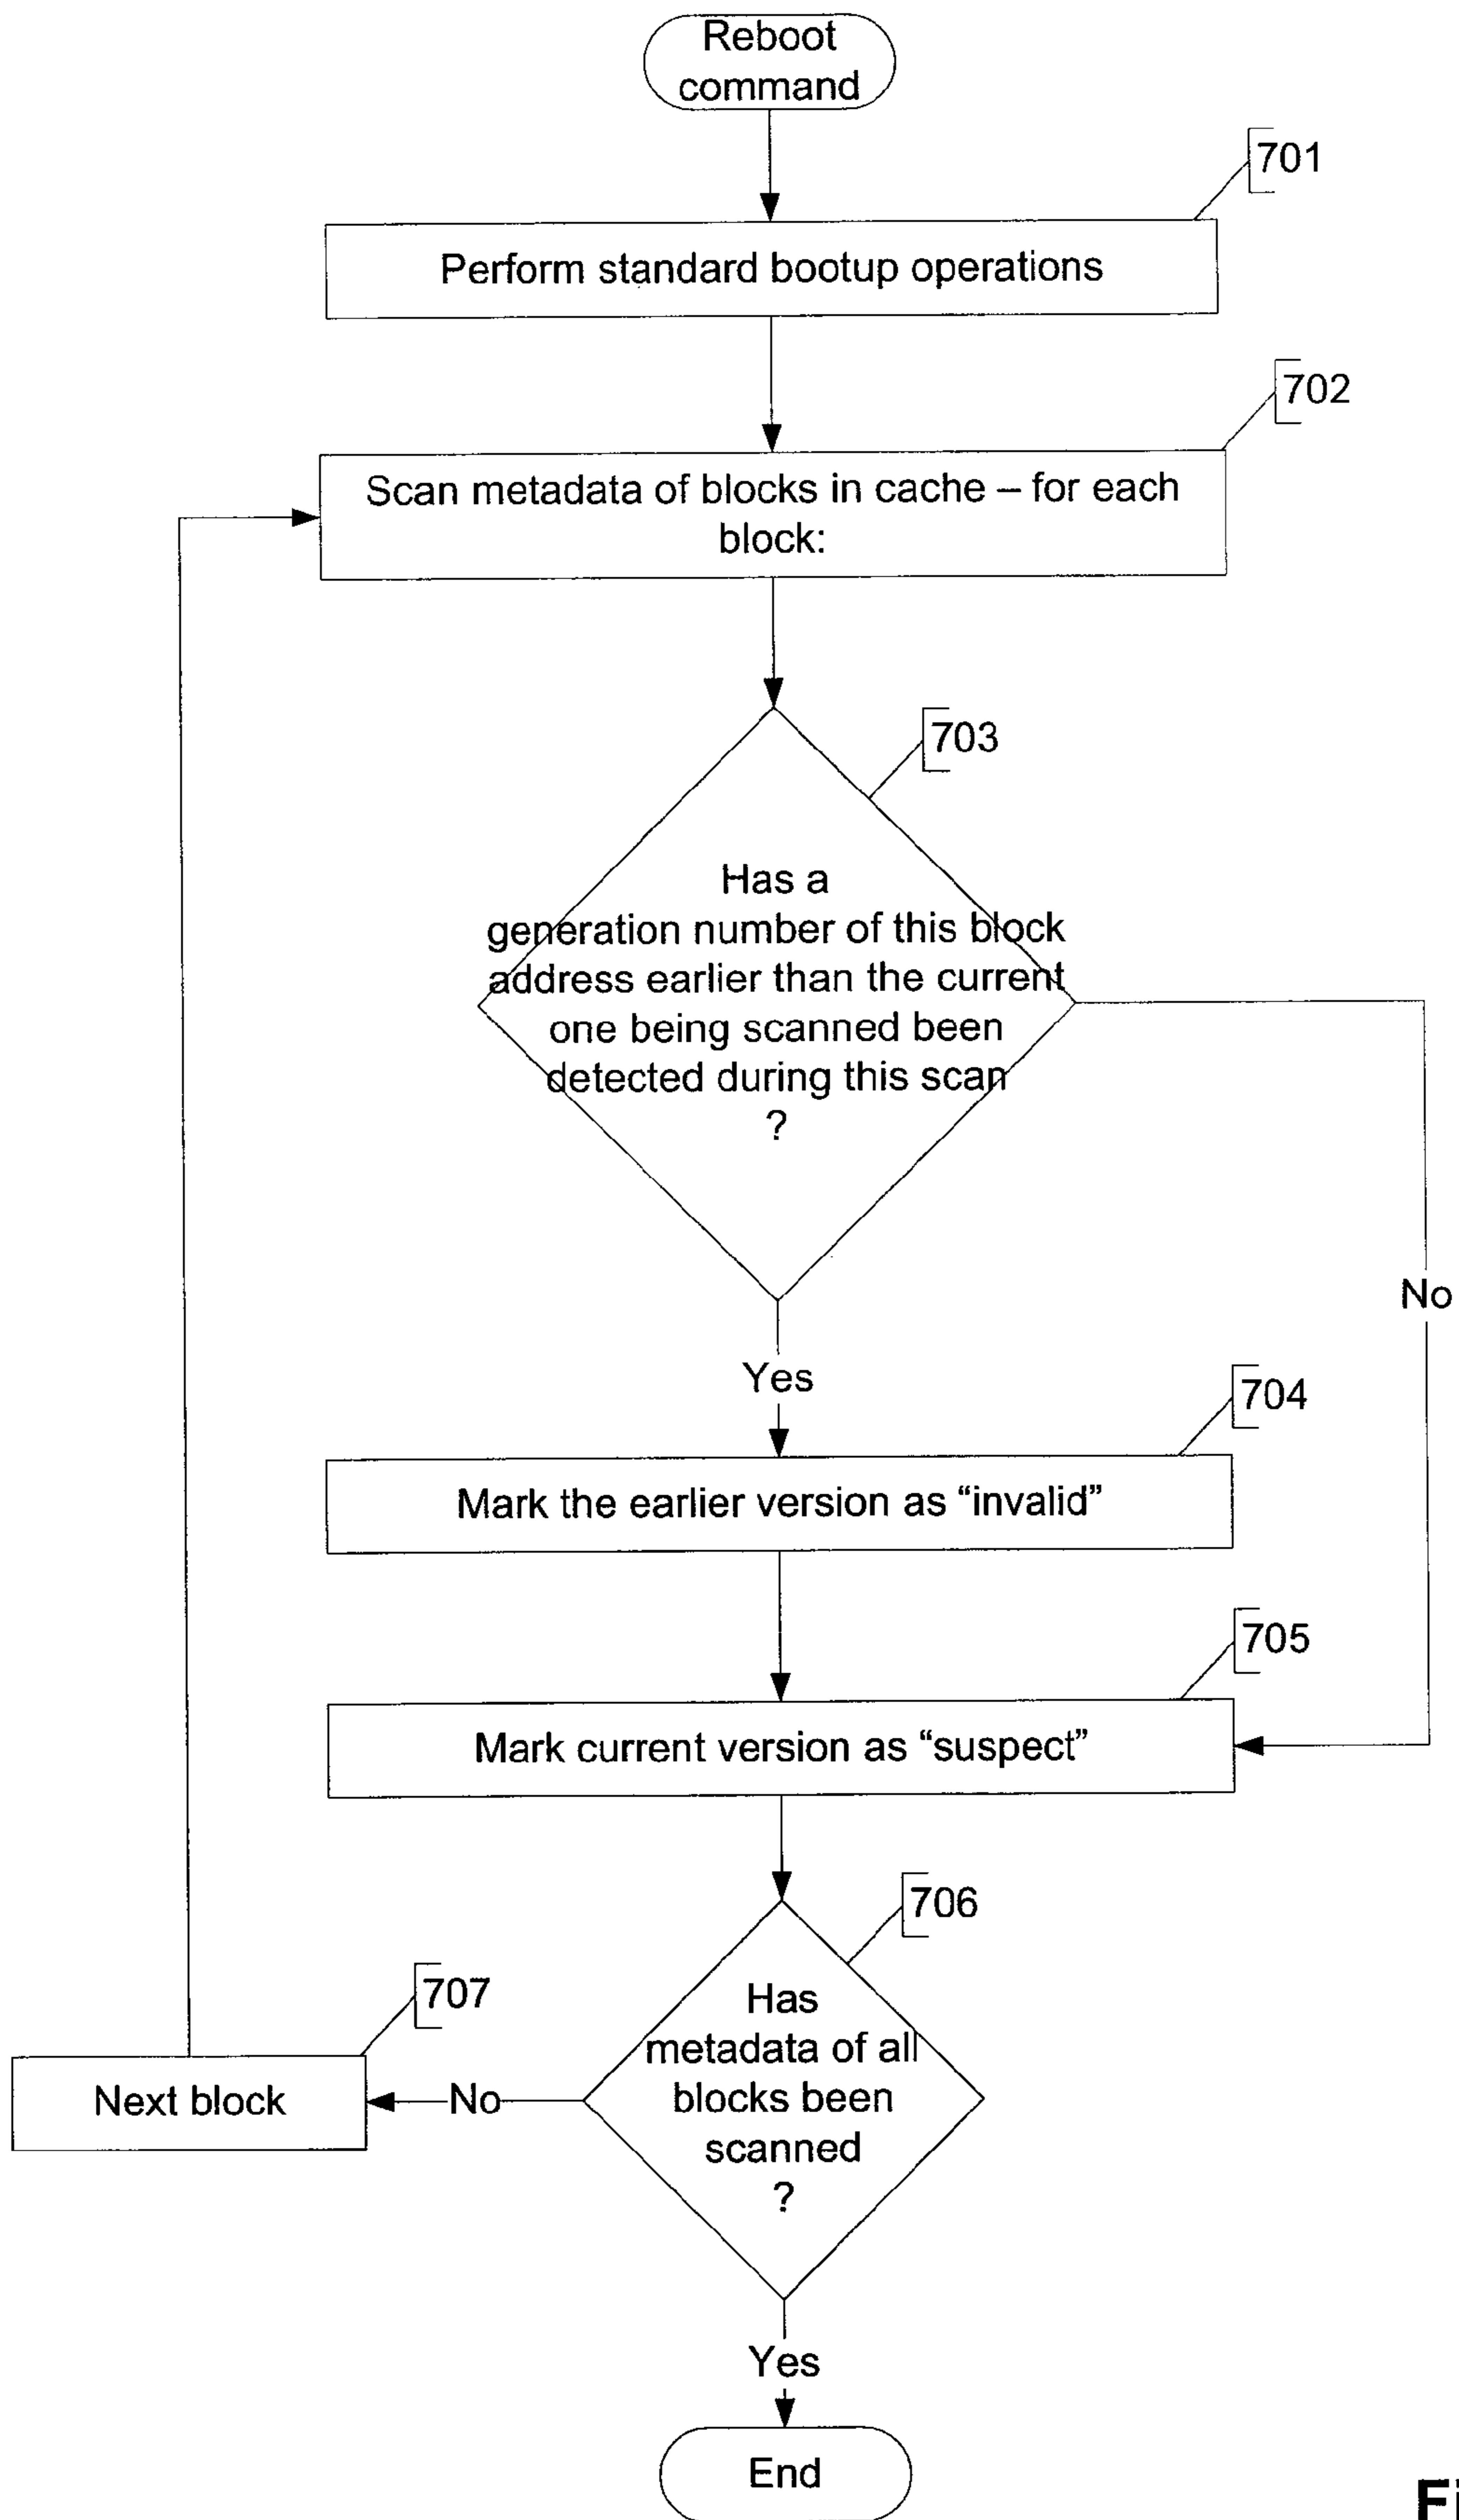 Reboot
command
701
Perform standard bootup operations
702
Scan metadata of blocks in cache – for each
block:
703
Has a
generation number of this block
address earlier than the current
one being scanned been
detected during this scan
?
No
Yes
704
Mark the earlier version as “invalid”
705
Mark current version as “suspect”
706
Has
metadata of all
blocks been
scanned
?
707
Next block
No
Yes
End